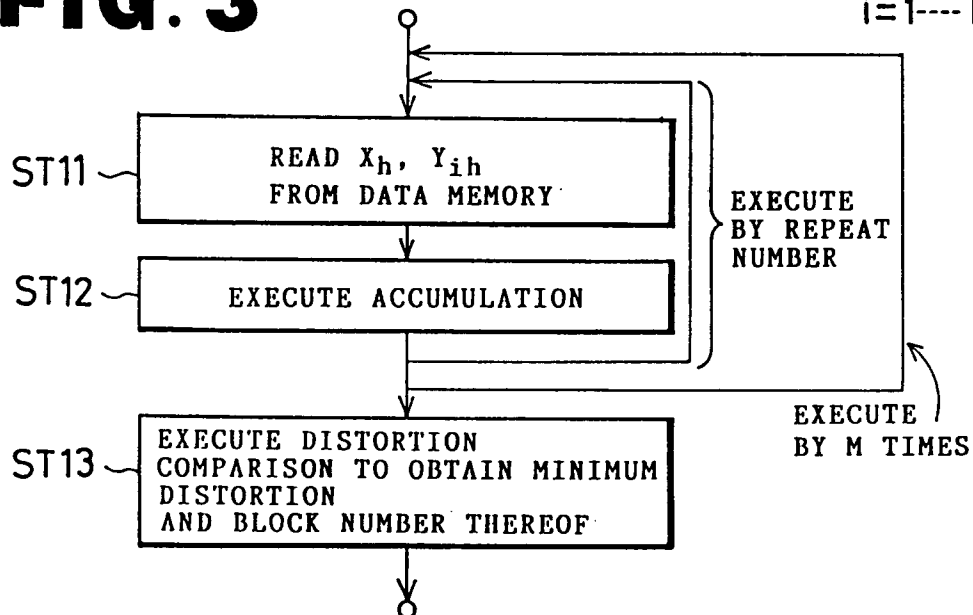 FIG. 3
i=1----
ST11
READ Xh, Yih
FROM DATA MEMORY
EXECUTE
BY REPEAT
NUMBER
ST12
EXECUTE ACCUMULATION
EXECUTE
BY M TIMES
ST13
EXECUTE DISTORTION
COMPARISON TO OBTAIN MINIMUM
DISTORTION
AND BLOCK NUMBER THEREOF